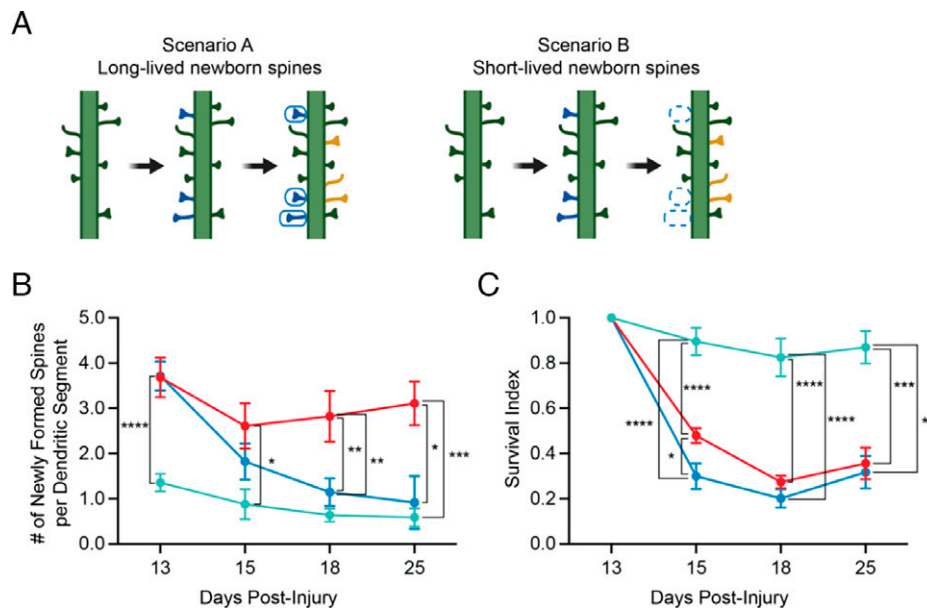 A
Scenario A
Long-lived newborn spines
Scenario B
Short-lived newborn spines
B
# of Newly Formed Spines
per Dendritic Segment
5.0
4.0
3.0
2.0
1.0
0.0
****
*
**
**
*
***
13
15
18
25
Days Post-Injury
C
Survival Index
1.0
0.8
0.6
0.4
0.2
0.0
****
****
*
****
****
***
*
13
15
18
25
Days Post-Injury